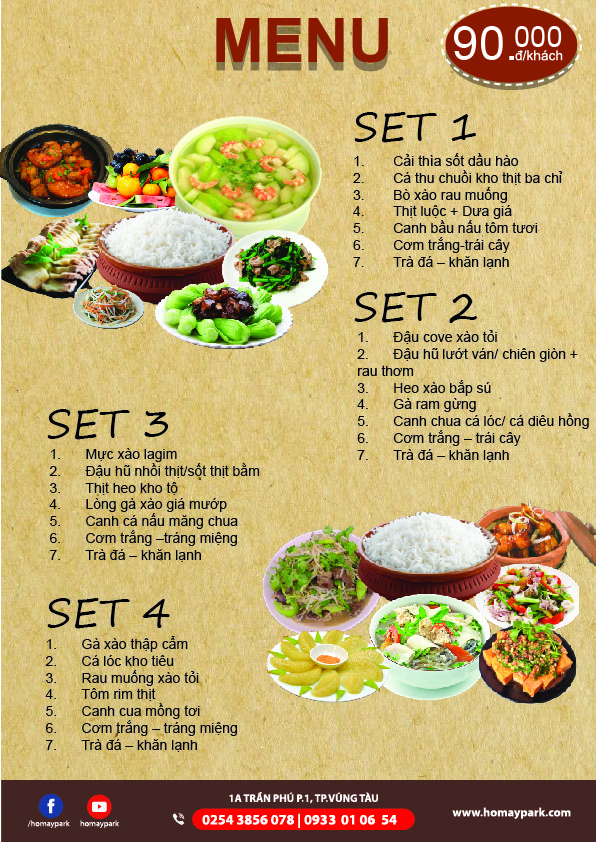 MENU
90.000
đ/khách
SET 1
1. Cải thìa sốt dầu hào
2. Cá thu chuối kho thịt ba chỉ
3. Bò xào rau muống
4. Thịt luộc + Dưa giá
5. Canh bầu nấu tôm tươi
6. Cơm trắng-trái cây
7. Trà đá – khăn lạnh
SET 2
1. Đậu cove xào tỏi
2. Đậu hũ lướt ván/ chiên giòn +
rau thơm
3. Heo xào bắp sú
4. Gà ram gừng
5. Canh chua cá lóc/ cá diêu hồng
6. Cơm trắng – trái cây
7. Trà đá – khăn lạnh
SET 3
1. Mực xào lagim
2. Đậu hũ nhồi thịt/sốt thịt bằm
3. Thịt heo kho tộ
4. Lòng gà xào giá mướp
5. Canh cá nấu măng chua
6. Cơm trắng –tráng miệng
7. Trà đá – khăn lạnh
SET 4
1. Gà xào thập cẩm
2. Cá lóc kho tiêu
3. Rau muống xào tỏi
4. Tôm rim thịt
5. Canh cua mồng tơi
6. Cơm trắng – tráng miệng
7. Trà đá – khăn lạnh
/homaypark
homaypark
1A TRẦN PHÚ P.1, TP.VŨNG TÀU
0254 3856 078 | 0933 01 06 54
www.homaypark.com